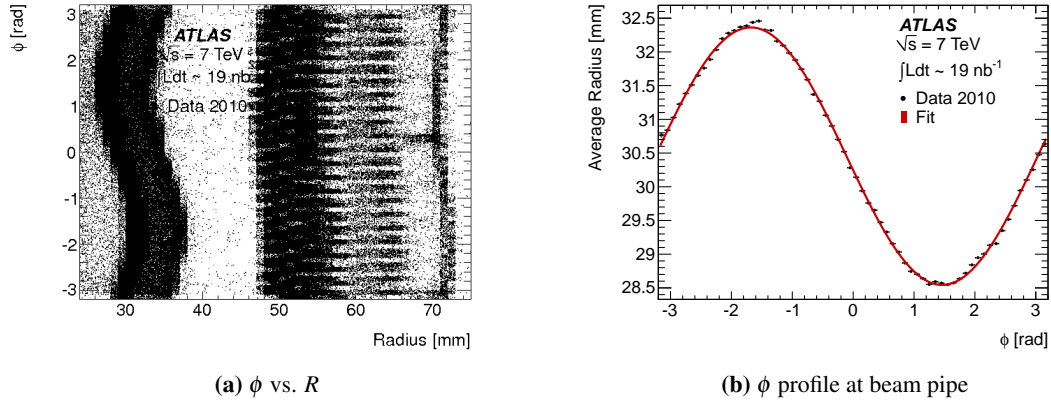 ϕ [rad]
3
2
1
0
-1
-2
-3
ATLAS
√s = 7 TeV
∫Ldt ~ 19 nb
Data 2010
30 40 50 60 70
Radius [mm]
(a) ϕ vs. R
Average Radius [mm]
32.5
32
31.5
31
30.5
30
29.5
29
28.5
ATLAS
√s = 7 TeV
∫Ldt ~ 19 nb⁻¹
Data 2010
Fit
-3 -2 -1 0 1 2 3
ϕ [rad]
(b) ϕ profile at beam pipe